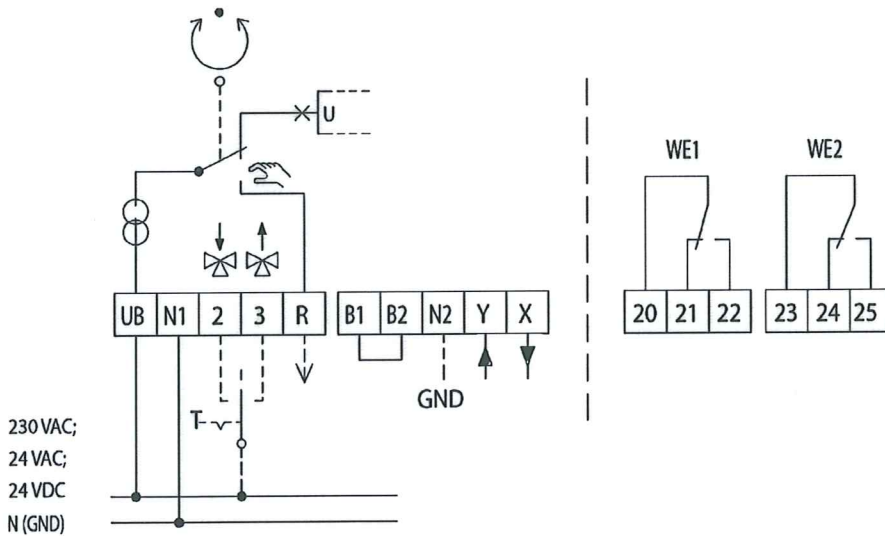 U
WE1 WE2
UB N1 2 3 R B1 B2 N2 Y X
20 21 22 23 24 25
GND
T
230 VAC;
24 VAC;
24 VDC
N (GND)